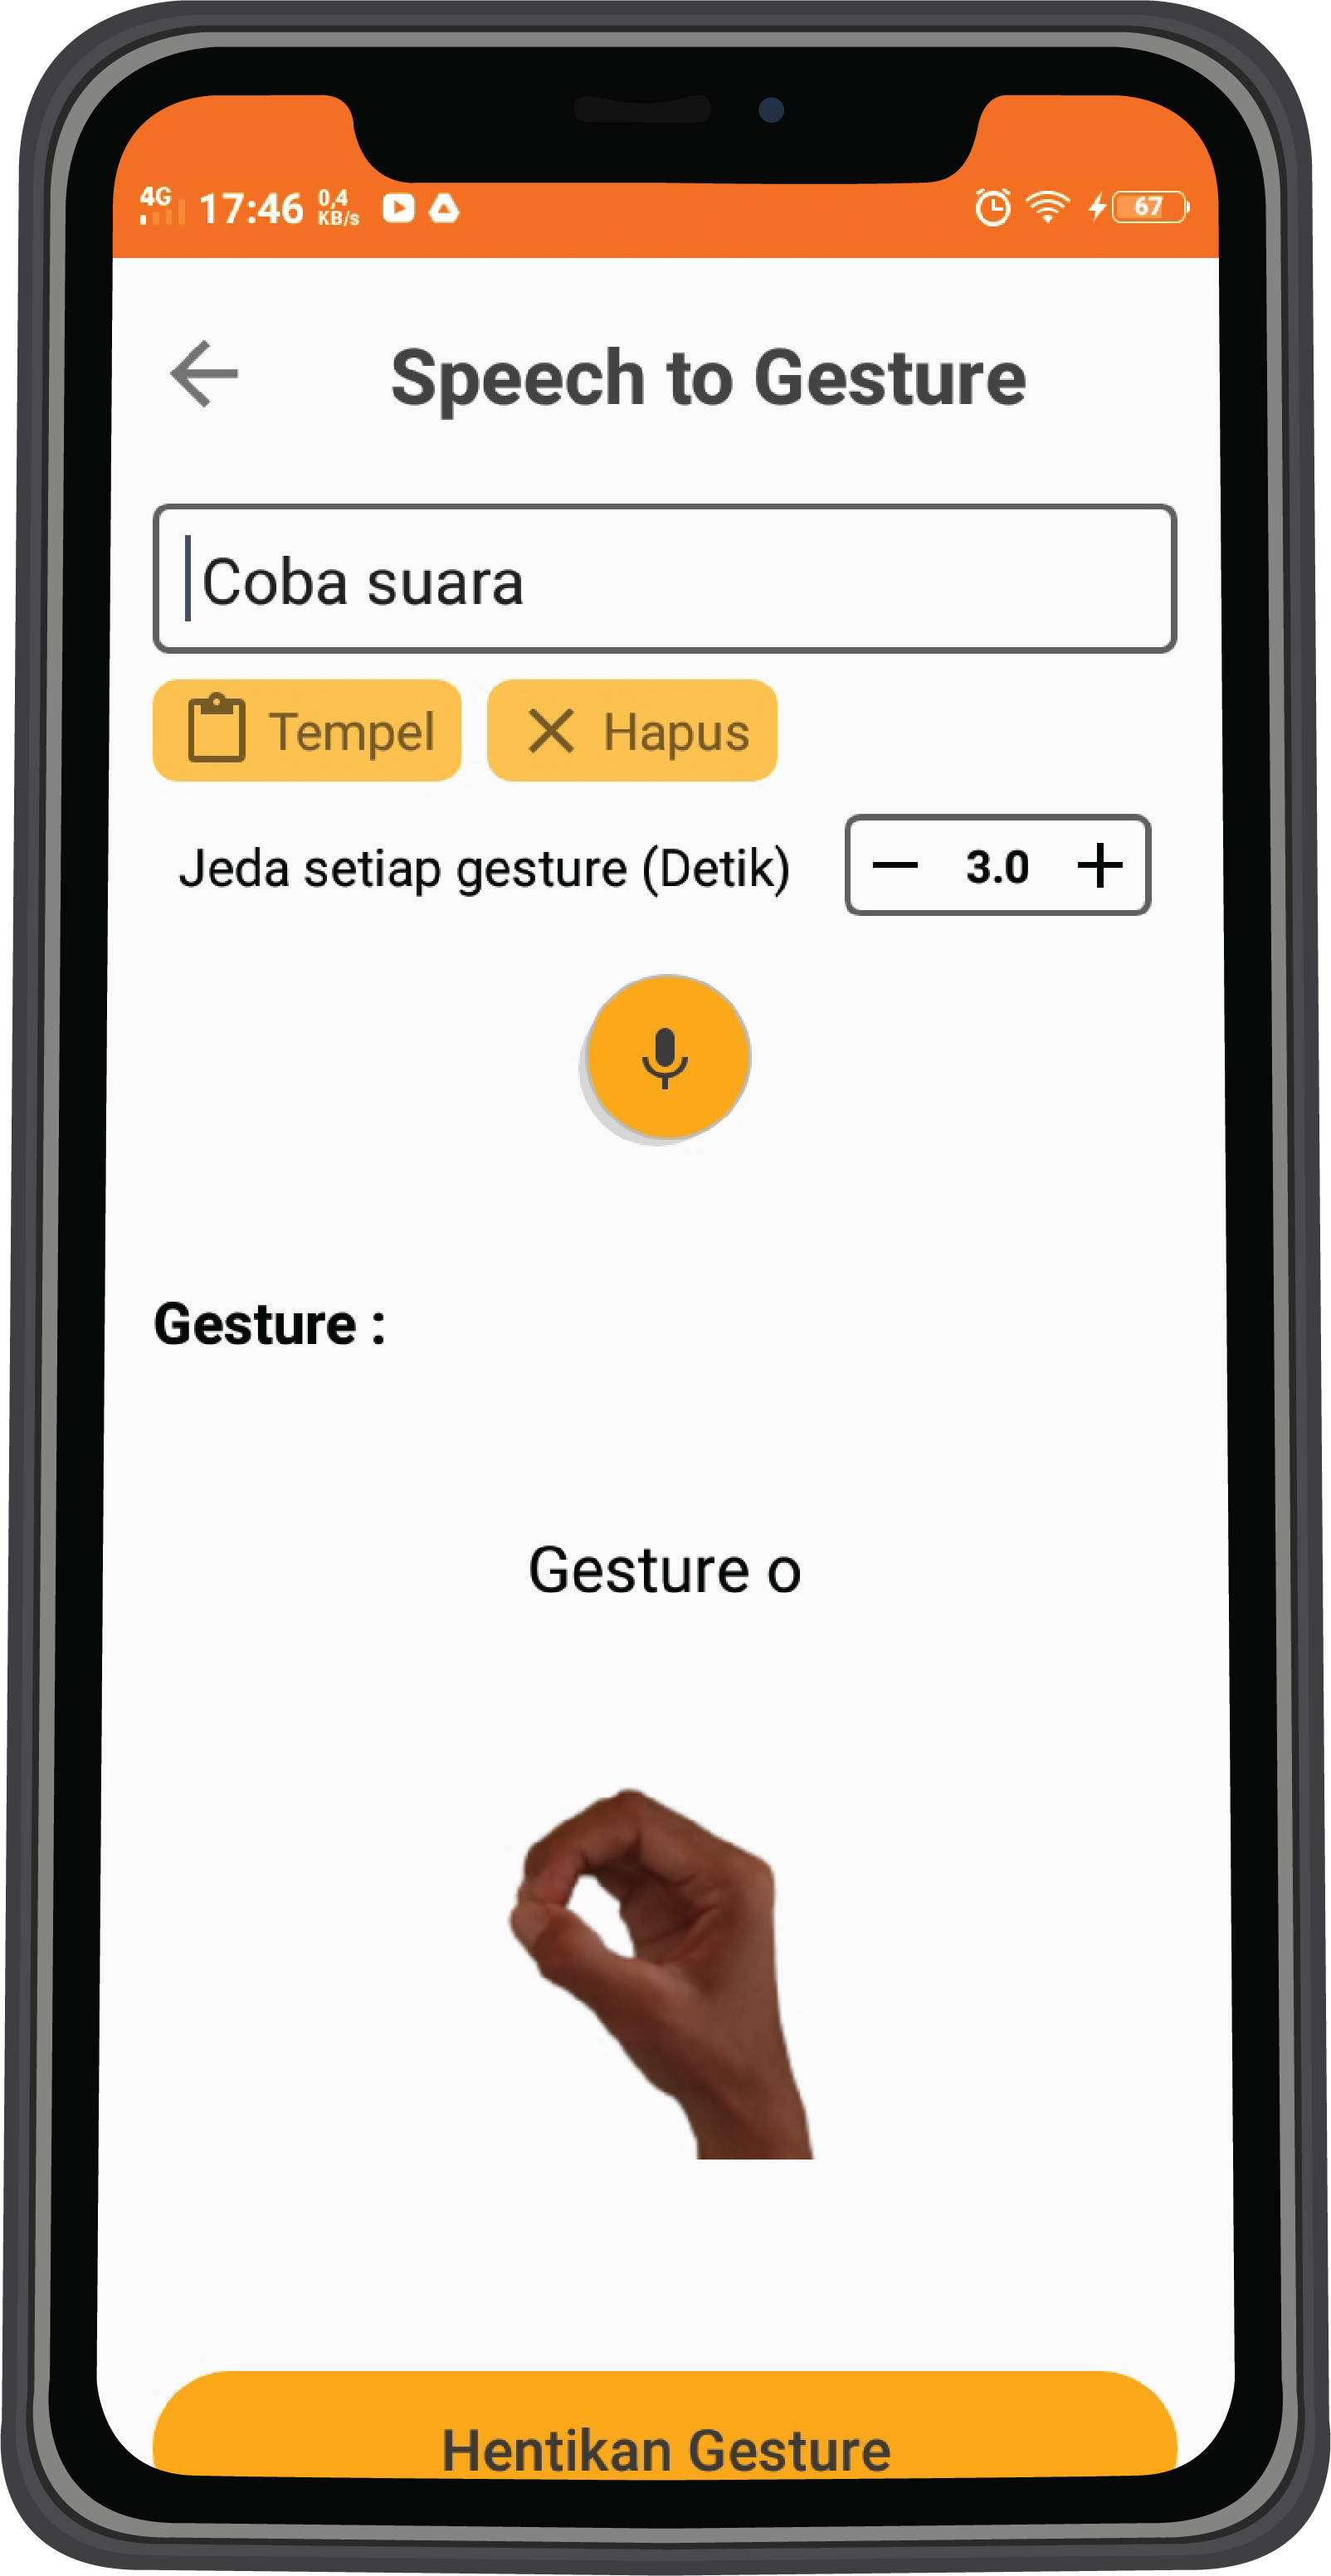 4G 17:46 0,4 KB/s 67
Speech to Gesture
Coba suara
Tempel Hapus
Jeda setiap gesture (Detik) 3.0
Gesture :
Gesture o
Hentikan Gesture